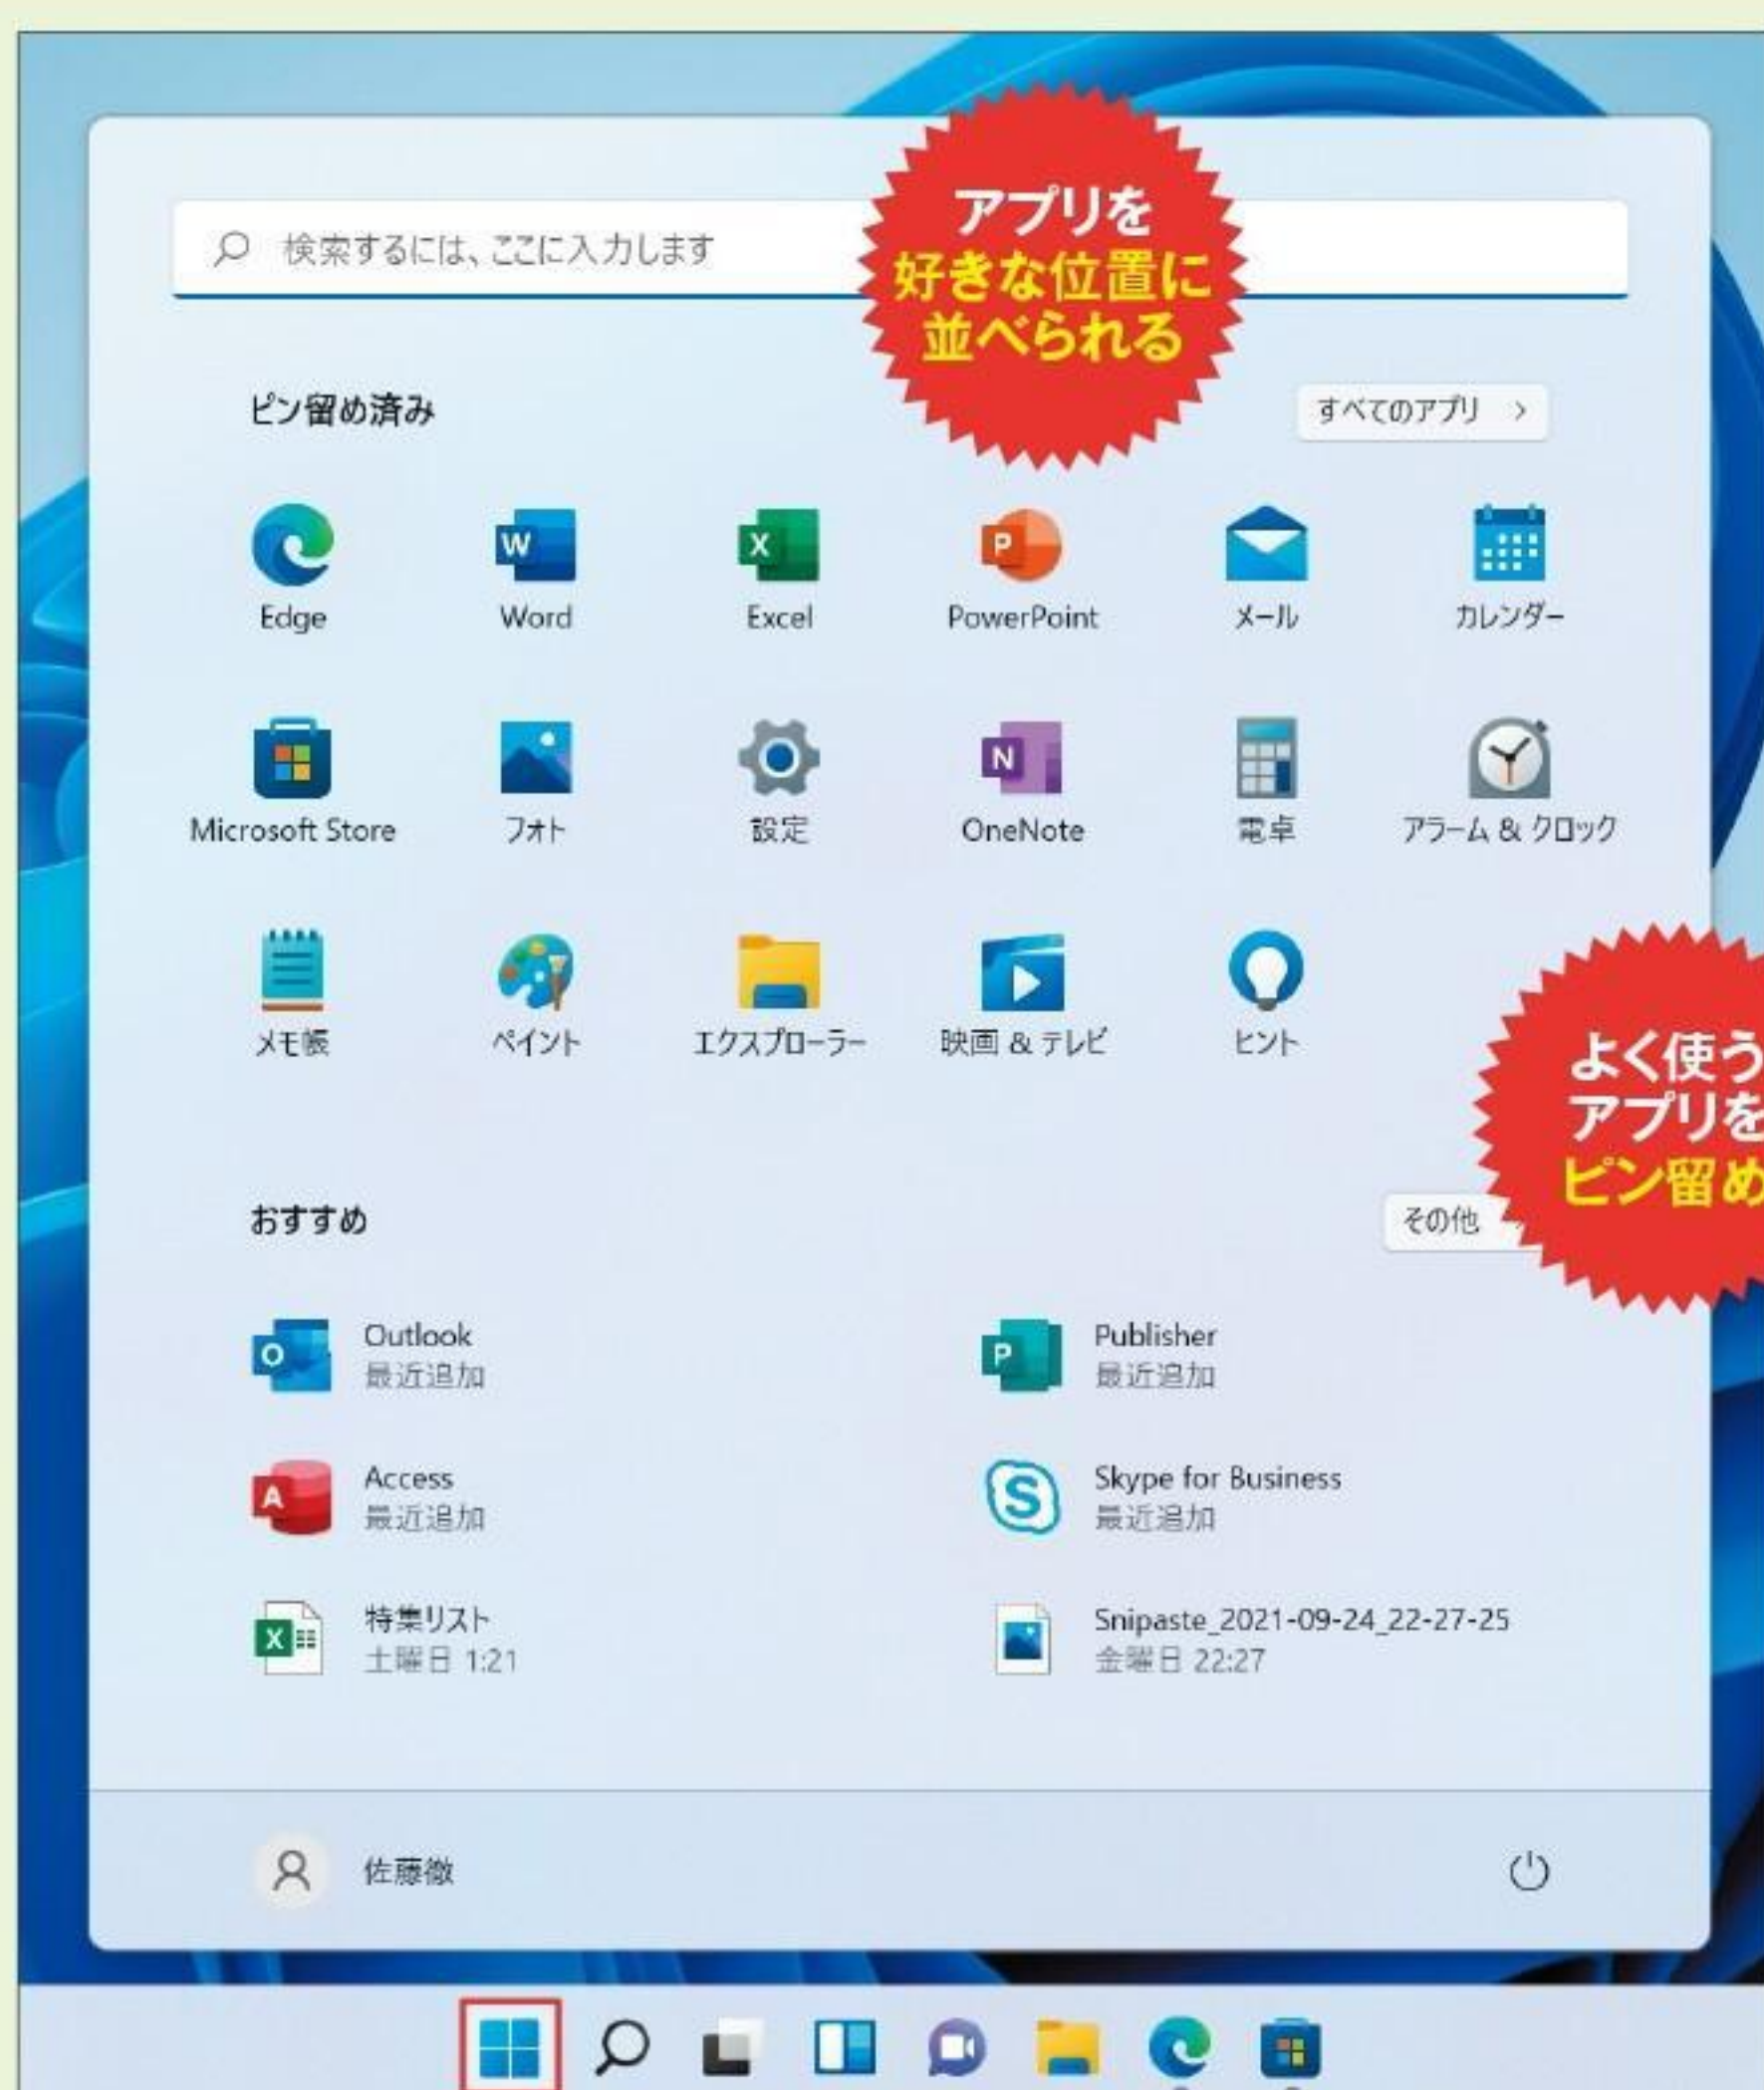 アプリを
好きな位置に
並べられる
検索するには、ここに入力します
ピン留め済み
すべてのアプリ >
Edge
Word
Excel
PowerPoint
メール
カレンダー
Microsoft Store
フォト
設定
OneNote
電卓
アラーム & クロック
メモ帳
ペイント
エクスプローラー
映画 & テレビ
ヒント
よく使う
アプリを
ピン留め
おすすめ
その他
Outlook
最近追加
Publisher
最近追加
Access
最近追加
Skype for Business
最近追加
特集リスト
土曜日 1:21
Snipaste_2021-09-24_22-27-25
金曜日 22:27
佐藤徹